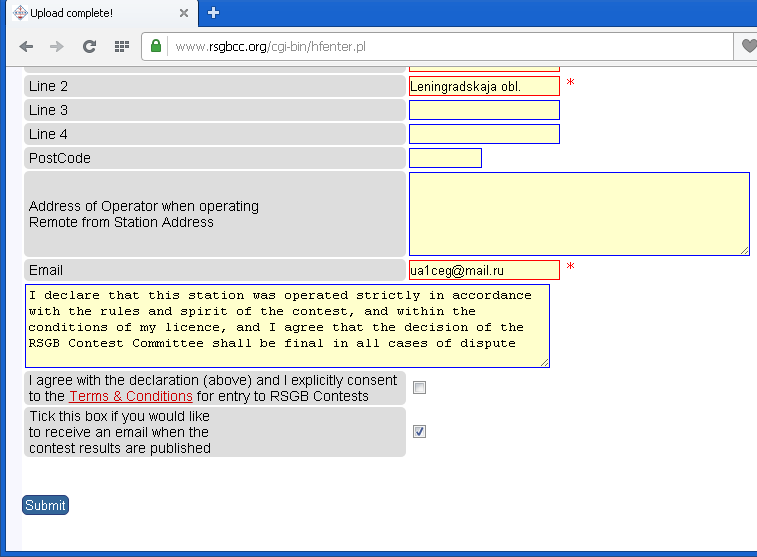 Upload complete!
www.rsgbcc.org/cgi-bin/hfenter.pl
Line 2
Leningradskaja obl.
*
Line 3
Line 4
PostCode
Address of Operator when operating
Remote from Station Address
Email
ua1ceg@mail.ru
*
I declare that this station was operated strictly in accordance
with the rules and spirit of the contest, and within the
conditions of my licence, and I agree that the decision of the
RSGB Contest Committee shall be final in all cases of dispute
I agree with the declaration (above) and I explicitly consent
to the Terms & Conditions for entry to RSGB Contests
Tick this box if you would like
to receive an email when the
contest results are published
Submit